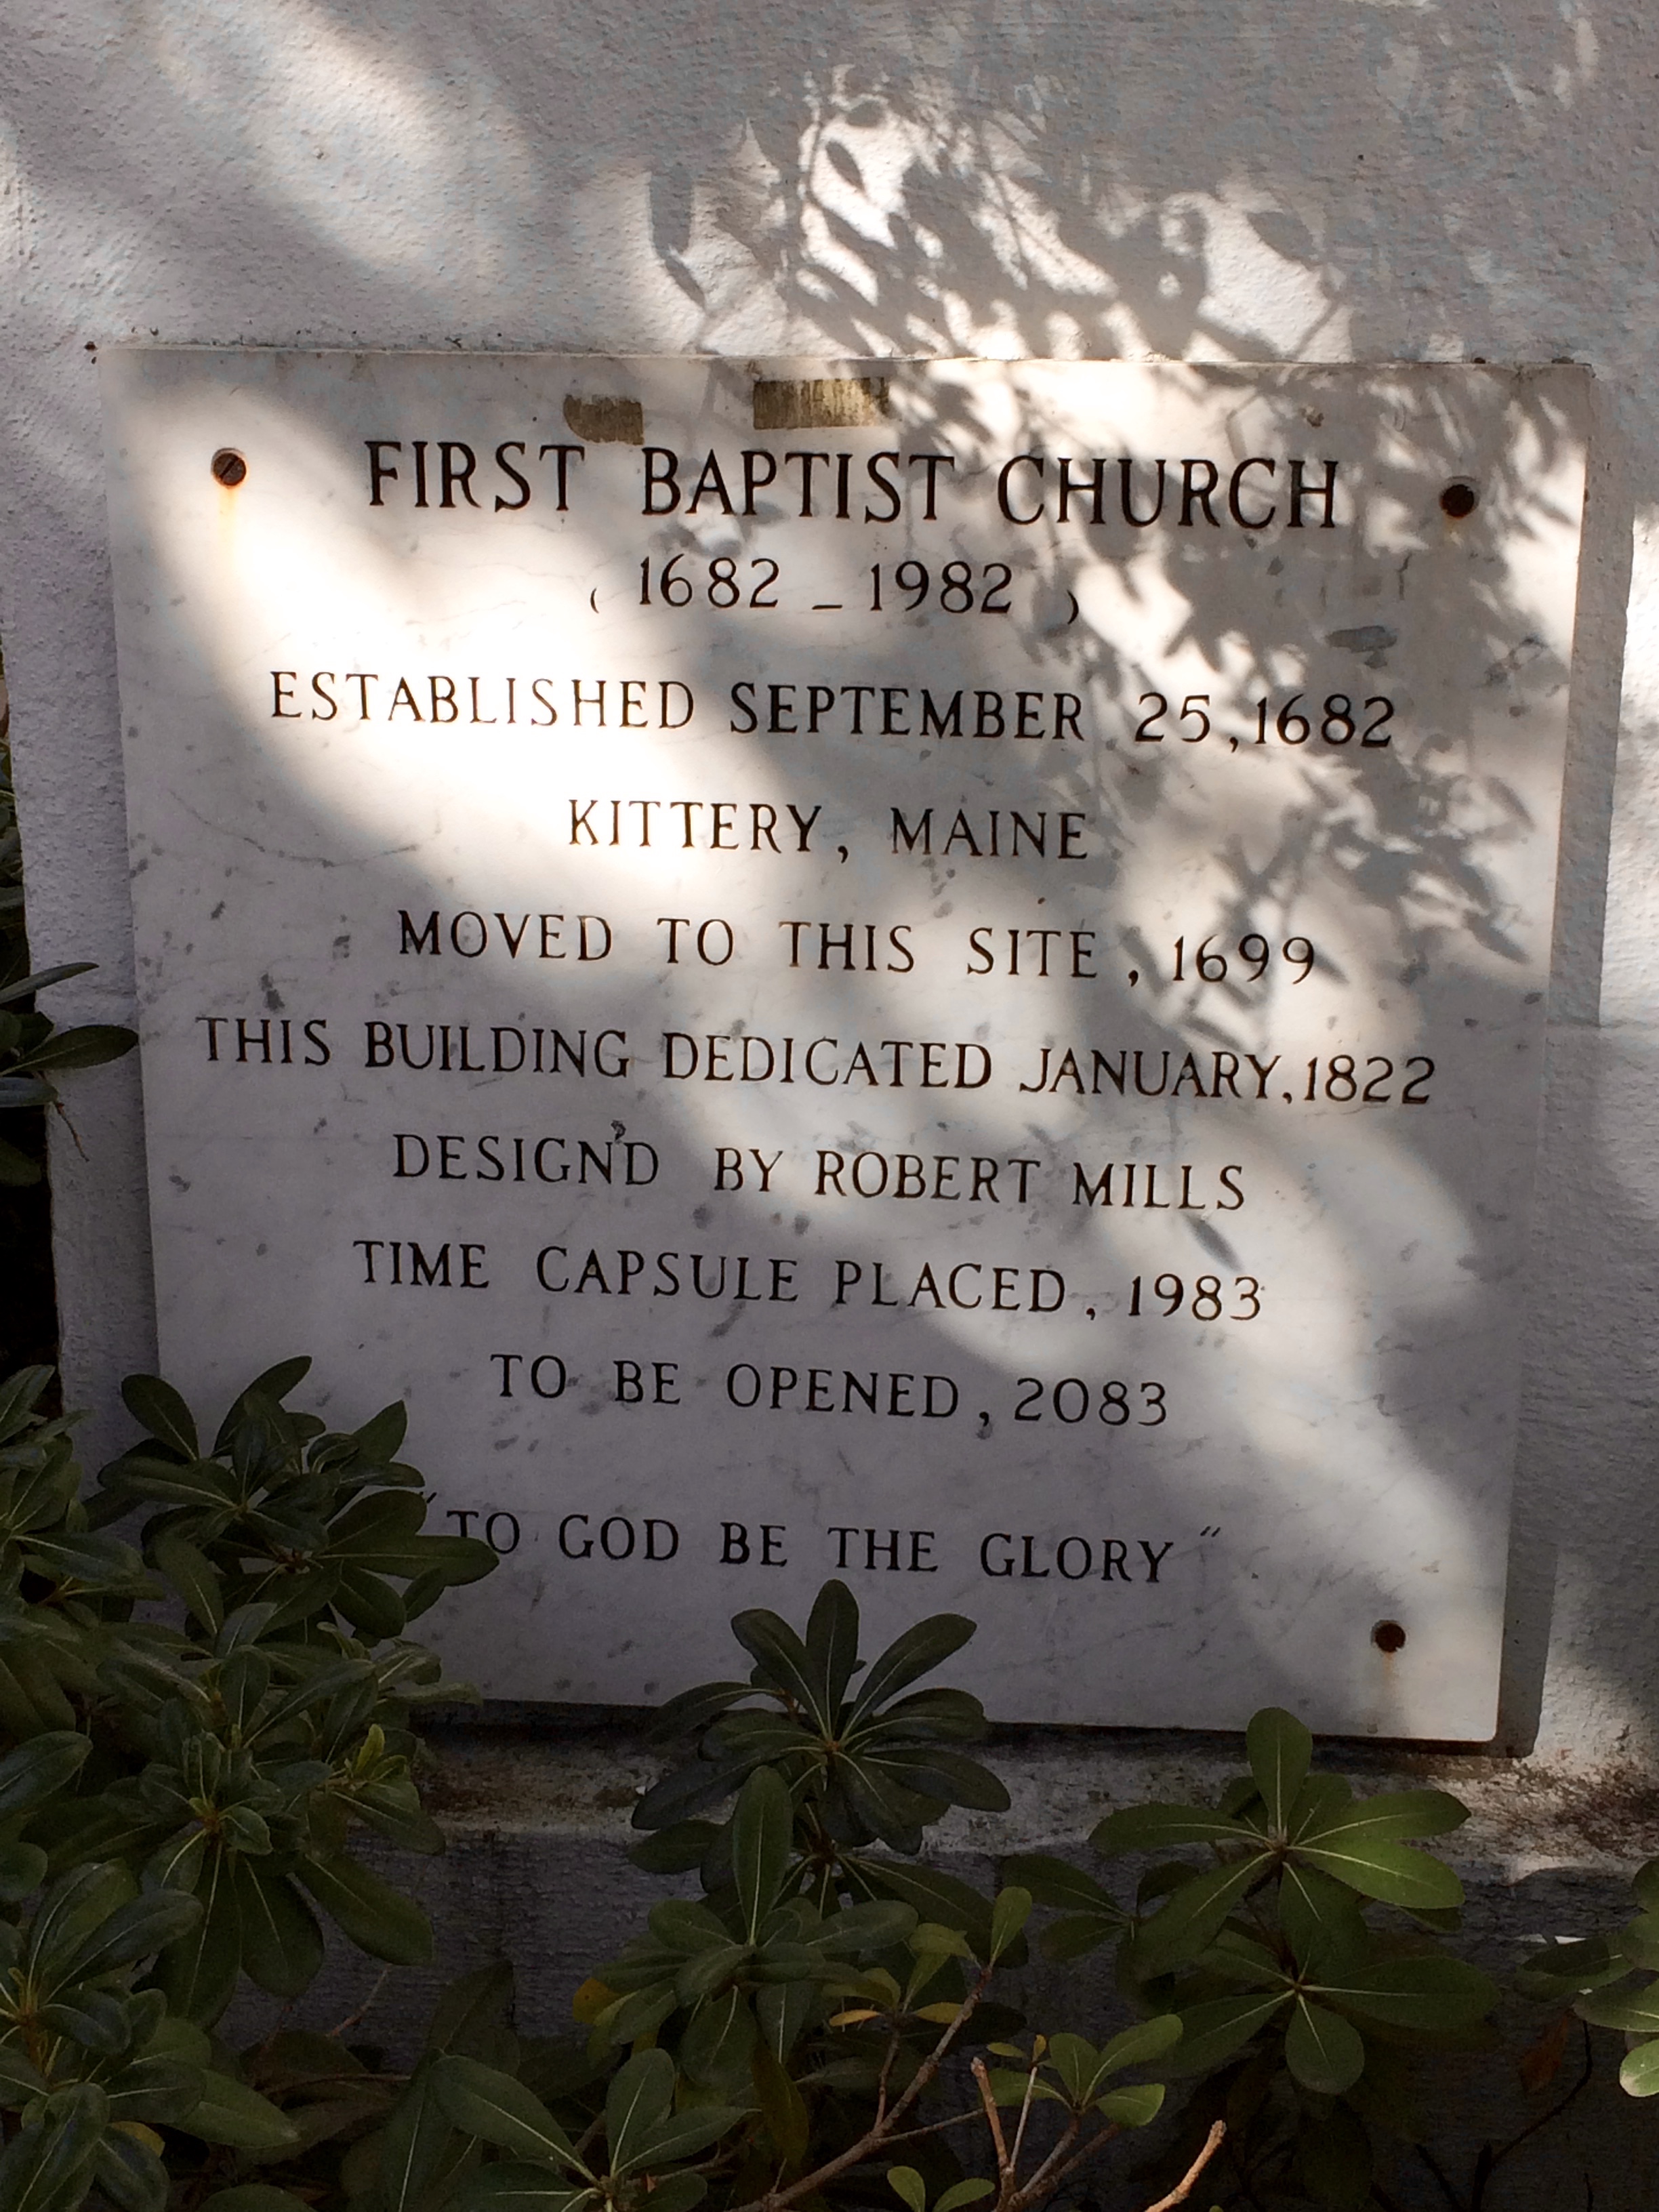 FIRST BAPTIST CHURCH
( 1682 - 1982 )
ESTABLISHED SEPTEMBER 25, 1682
KITTERY, MAINE
MOVED TO THIS SITE, 1699
THIS BUILDING DEDICATED JANUARY, 1822
DESIGN'D BY ROBERT MILLS
TIME CAPSULE PLACED, 1983
TO BE OPENED, 2083
"TO GOD BE THE GLORY"